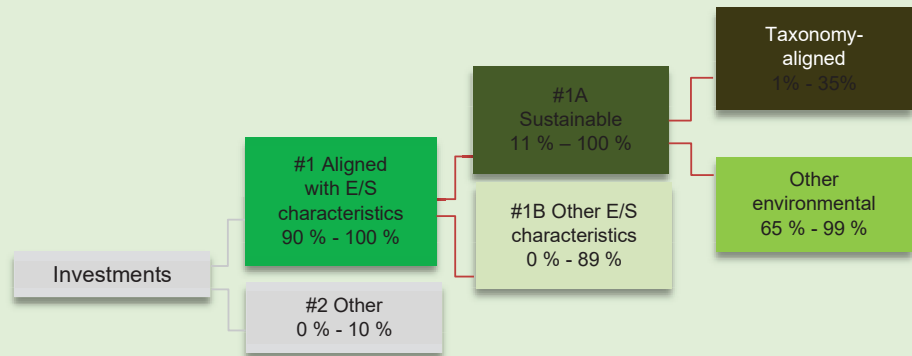 Investments
#1 Aligned
with E/S
characteristics
90 % - 100 %
#2 Other
0 % - 10 %
#1A
Sustainable
11 % – 100 %
#1B Other E/S
characteristics
0 % - 89 %
Taxonomy-
aligned
1% - 35%
Other
environmental
65 % - 99 %